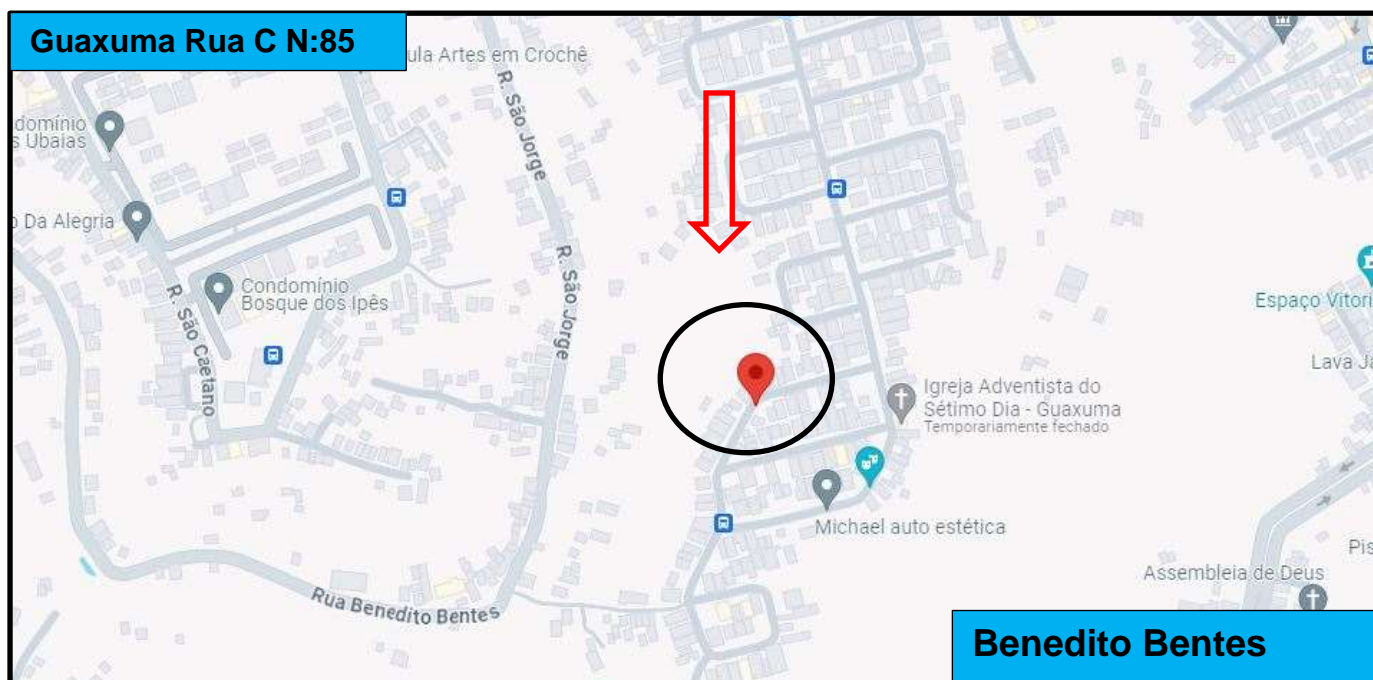 Guaxuma Rua C N:85
ula Artes em Crochê
R. São Jorge
domínio
s Ubaias
Da Alegria
R. São Jorge
Condomínio
Bosque dos Ipês
R. São Caetano
Espaço Vitori
Lava Ja
Igreja Adventista do
Sétimo Dia - Guaxuma
Temporariamente fechado
Michael auto estética
Pis
Assembleia de Deus
Rua Benedito Bentes
Benedito Bentes